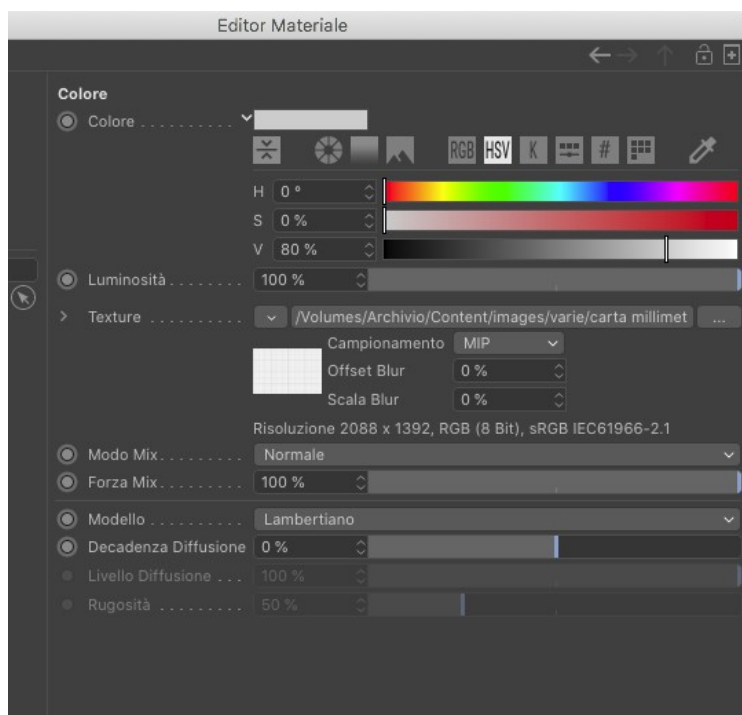 Editor Materiale
Colore
Colore . . . . . . . . . .
RGB HSV K #
H 0 °
S 0 %
V 80 %
Luminosità . . . . . . . . 100 %
Texture . . . . . . . . . . /Volumes/Archivio/Content/images/varie/carta millimet ...
Campionamento MIP
Offset Blur 0 %
Scala Blur 0 %
Risoluzione 2088 x 1392, RGB (8 Bit), sRGB IEC61966-2.1
Modo Mix. . . . . . . . . Normale
Forza Mix. . . . . . . . . 100 %
Modello . . . . . . . . . . Lambertiano
Decadenza Diffusione 0 %
Livello Diffusione . . . 100 %
Rugosità . . . . . . . . . 50 %